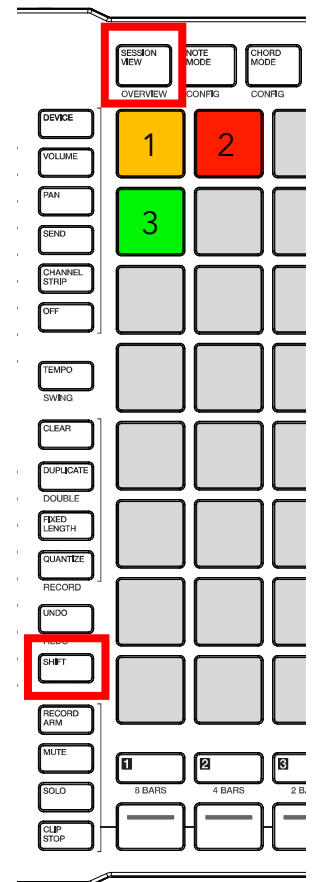 SESSION
VIEW
NOTE
MODE
CHORD
MODE
OVERVIEW
CONFIG
CONFIG
DEVICE
1
2
VOLUME
PAN
3
SEND
CHANNEL
STRIP
OFF
TEMPO
SWING
CLEAR
DUPLICATE
DOUBLE
FIXED
LENGTH
QUANTIZE
RECORD
UNDO
REDO
SHIFT
RECORD
ARM
MUTE
1
2
3
SOLO
8 BARS
4 BARS
2 B
CLIP
STOP